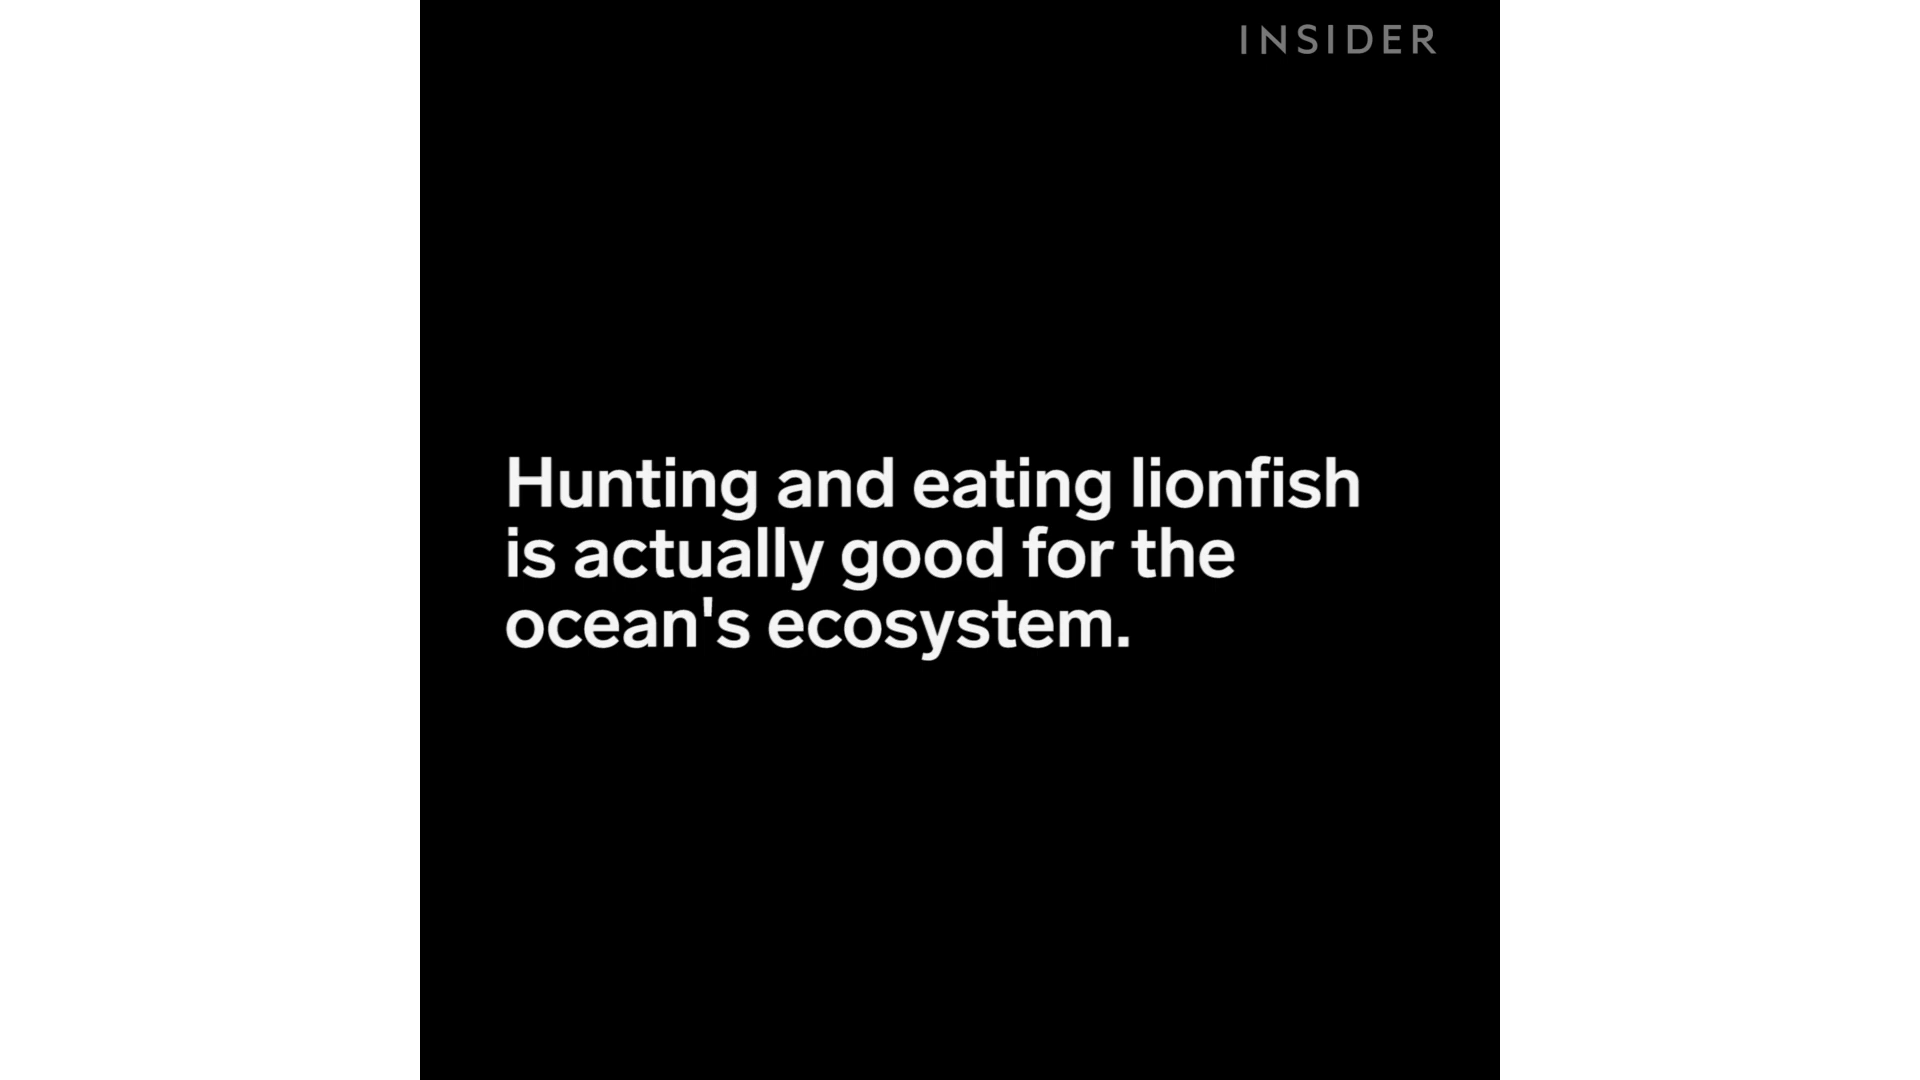 INSIDER
Hunting and eating lionfish
is actually good for the
ocean's ecosystem.